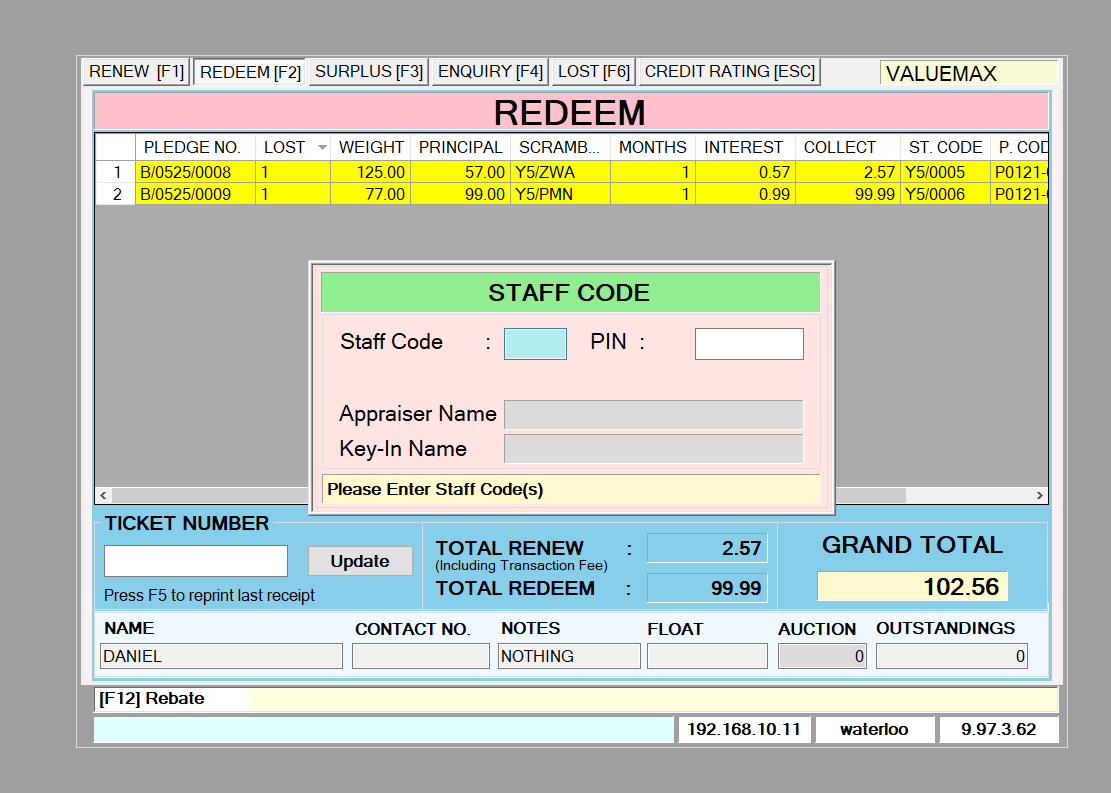 RENEW [F1] REDEEM [F2] SURPLUS [F3] ENQUIRY [F4] LOST [F6] CREDIT RATING [ESC] VALUEMAX
REDEEM
PLEDGE NO. LOST WEIGHT PRINCIPAL SCRAMB... MONTHS INTEREST COLLECT ST. CODE P. COD
1 B/0525/0008 1 125.00 57.00 Y5/ZWA 1 0.57 2.57 Y5/0005 P0121-
2 B/0525/0009 1 77.00 99.00 Y5/PMN 1 0.99 99.99 Y5/0006 P0121-
STAFF CODE
Staff Code : PIN :
Appraiser Name
Key-In Name
Please Enter Staff Code(s)
TICKET NUMBER
Update
Press F5 to reprint last receipt
TOTAL RENEW : 2.57
(Including Transaction Fee)
TOTAL REDEEM : 99.99
GRAND TOTAL
102.56
NAME CONTACT NO. NOTES FLOAT AUCTION OUTSTANDINGS
DANIEL NOTHING 0 0
[F12] Rebate
192.168.10.11 waterloo 9.97.3.62